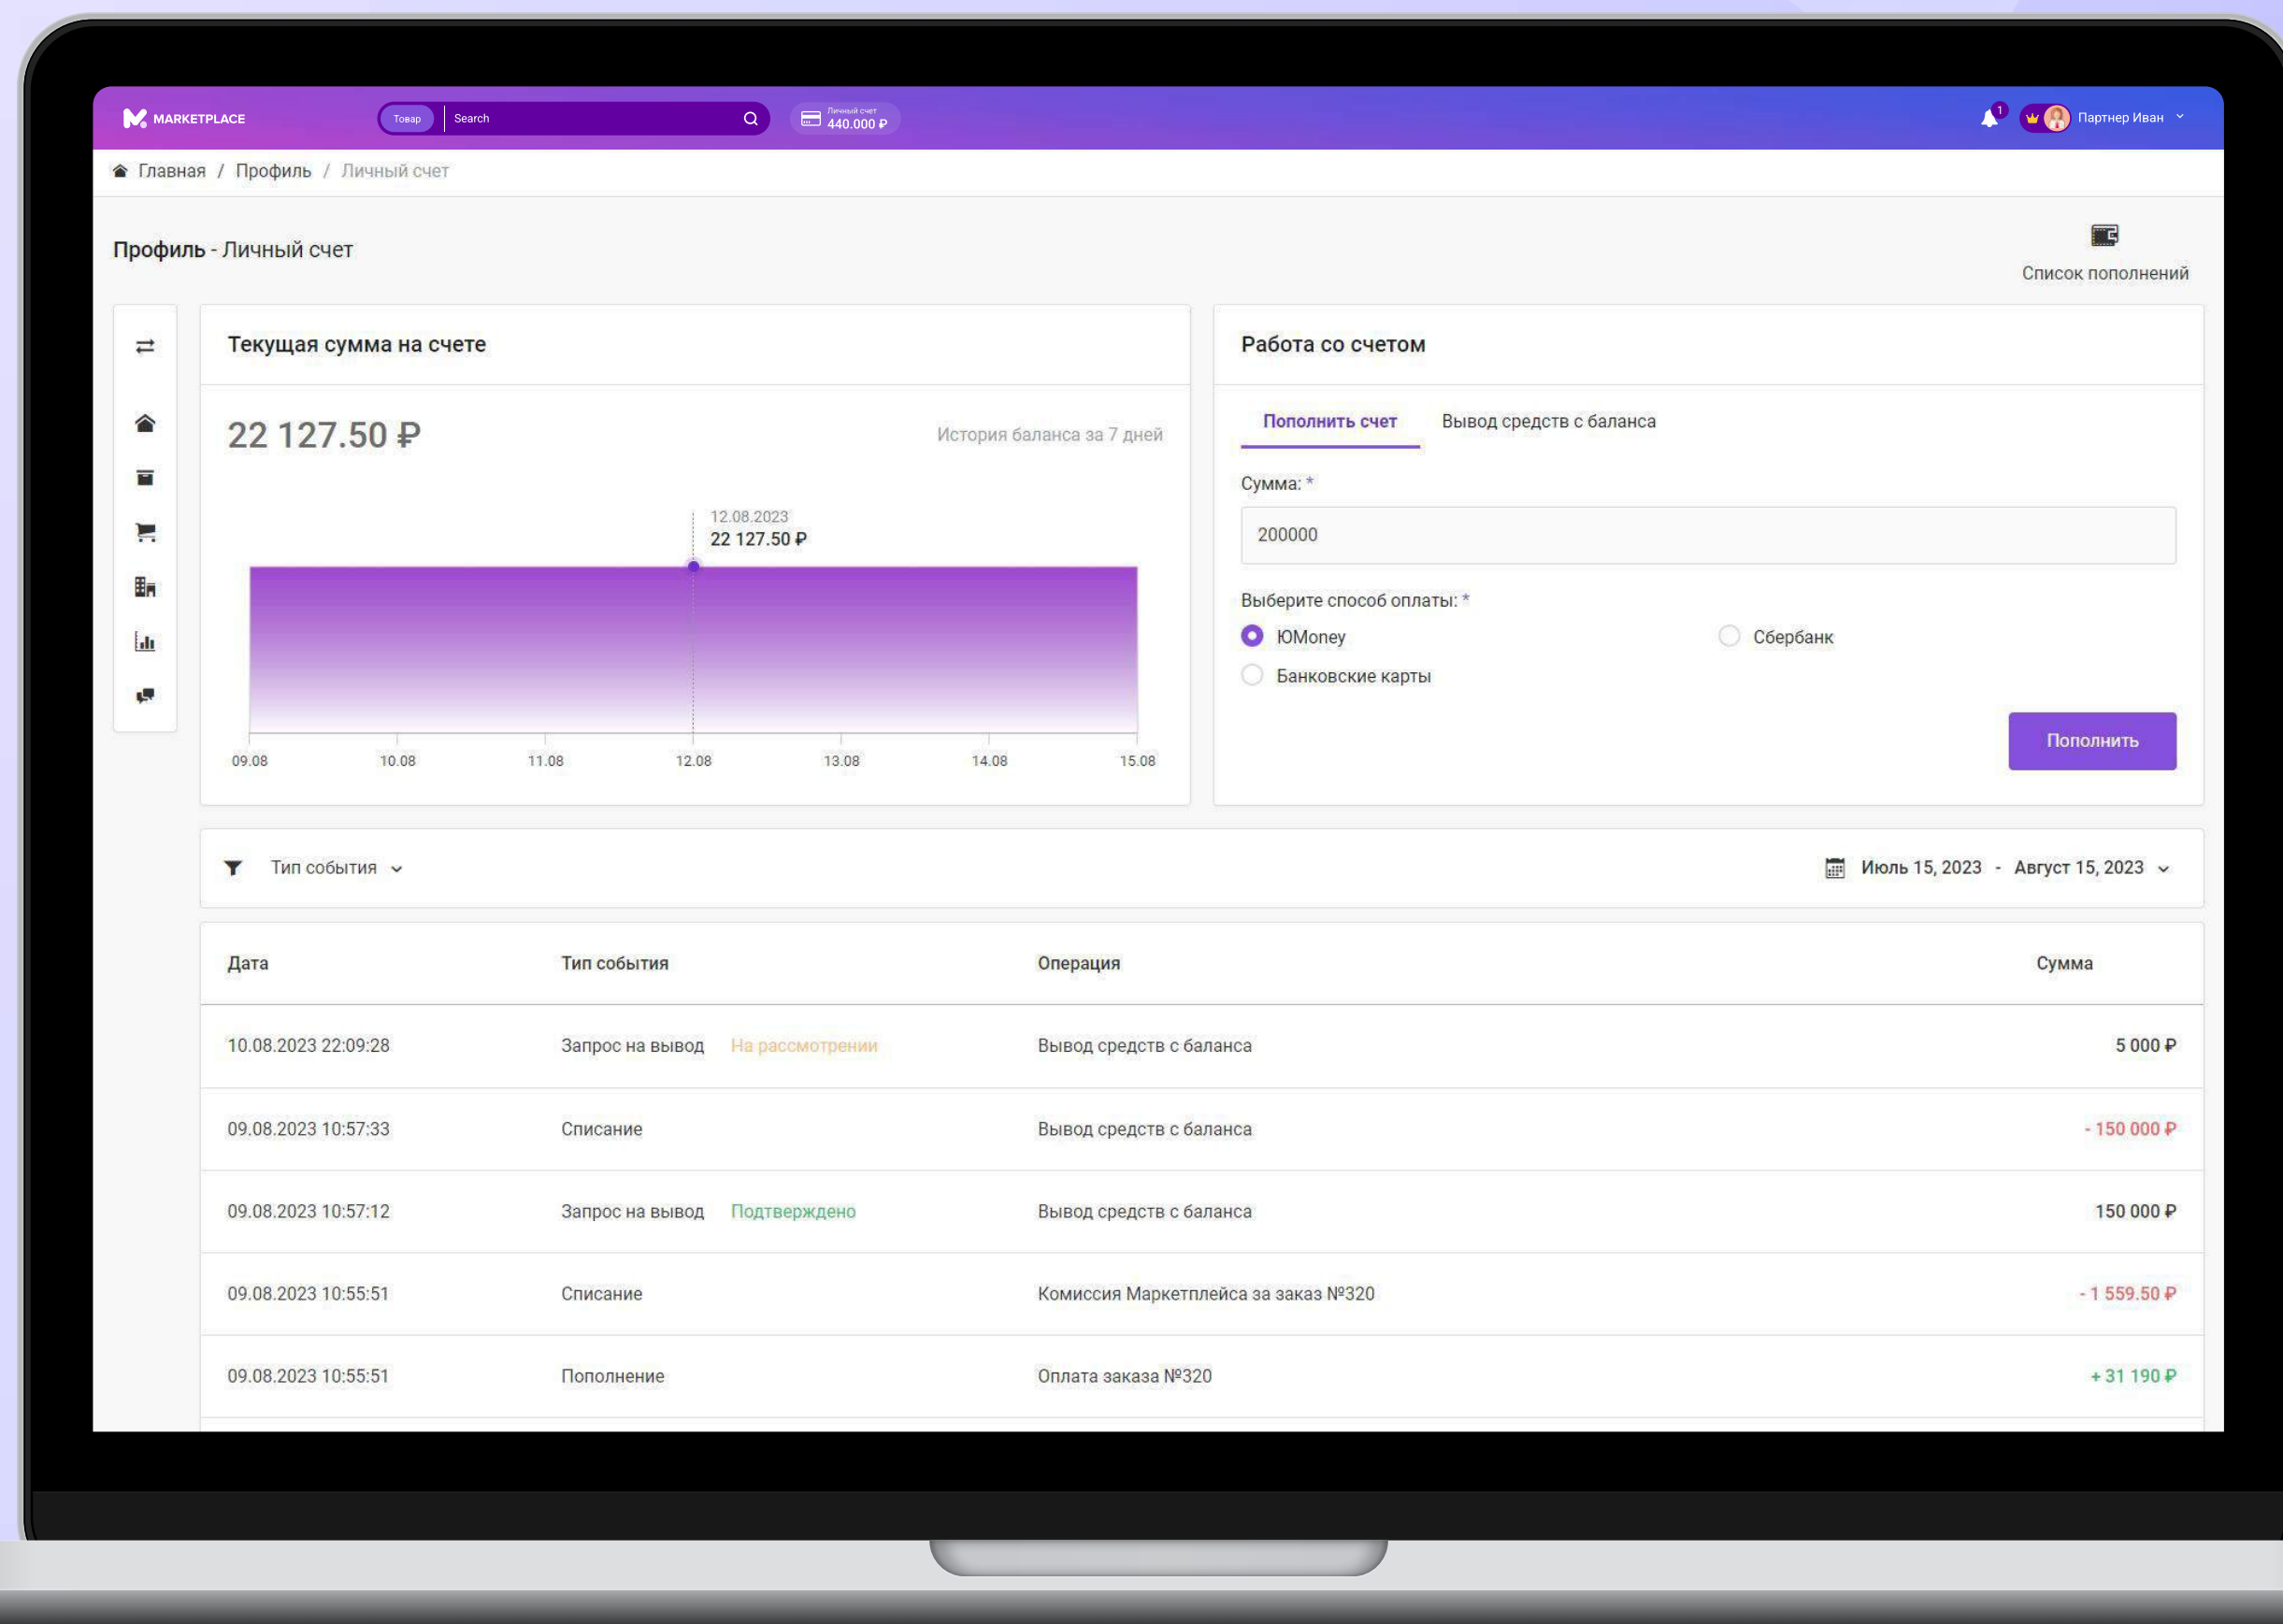 MARKETPLACE
Товар
Search
Личный счет
440.000 ₽
1
Партнер Иван
Главная / Профиль / Личный счет
Профиль - Личный счет
Список пополнений
Текущая сумма на счете
22 127.50 ₽
История баланса за 7 дней
12.08.2023
22 127.50 ₽
09.08 10.08 11.08 12.08 13.08 14.08 15.08
Работа со счетом
Пополнить счет Вывод средств с баланса
Сумма: *
200000
Выберите способ оплаты: *
ЮMoney Сбербанк
Банковские карты
Пополнить
Тип события
Июль 15, 2023 - Август 15, 2023
Дата Тип события Операция Сумма
10.08.2023 22:09:28 Запрос на вывод На рассмотрении Вывод средств с баланса 5 000 ₽
09.08.2023 10:57:33 Списание Вывод средств с баланса - 150 000 ₽
09.08.2023 10:57:12 Запрос на вывод Подтверждено Вывод средств с баланса 150 000 ₽
09.08.2023 10:55:51 Списание Комиссия Маркетплейса за заказ №320 - 1 559.50 ₽
09.08.2023 10:55:51 Пополнение Оплата заказа №320 + 31 190 ₽